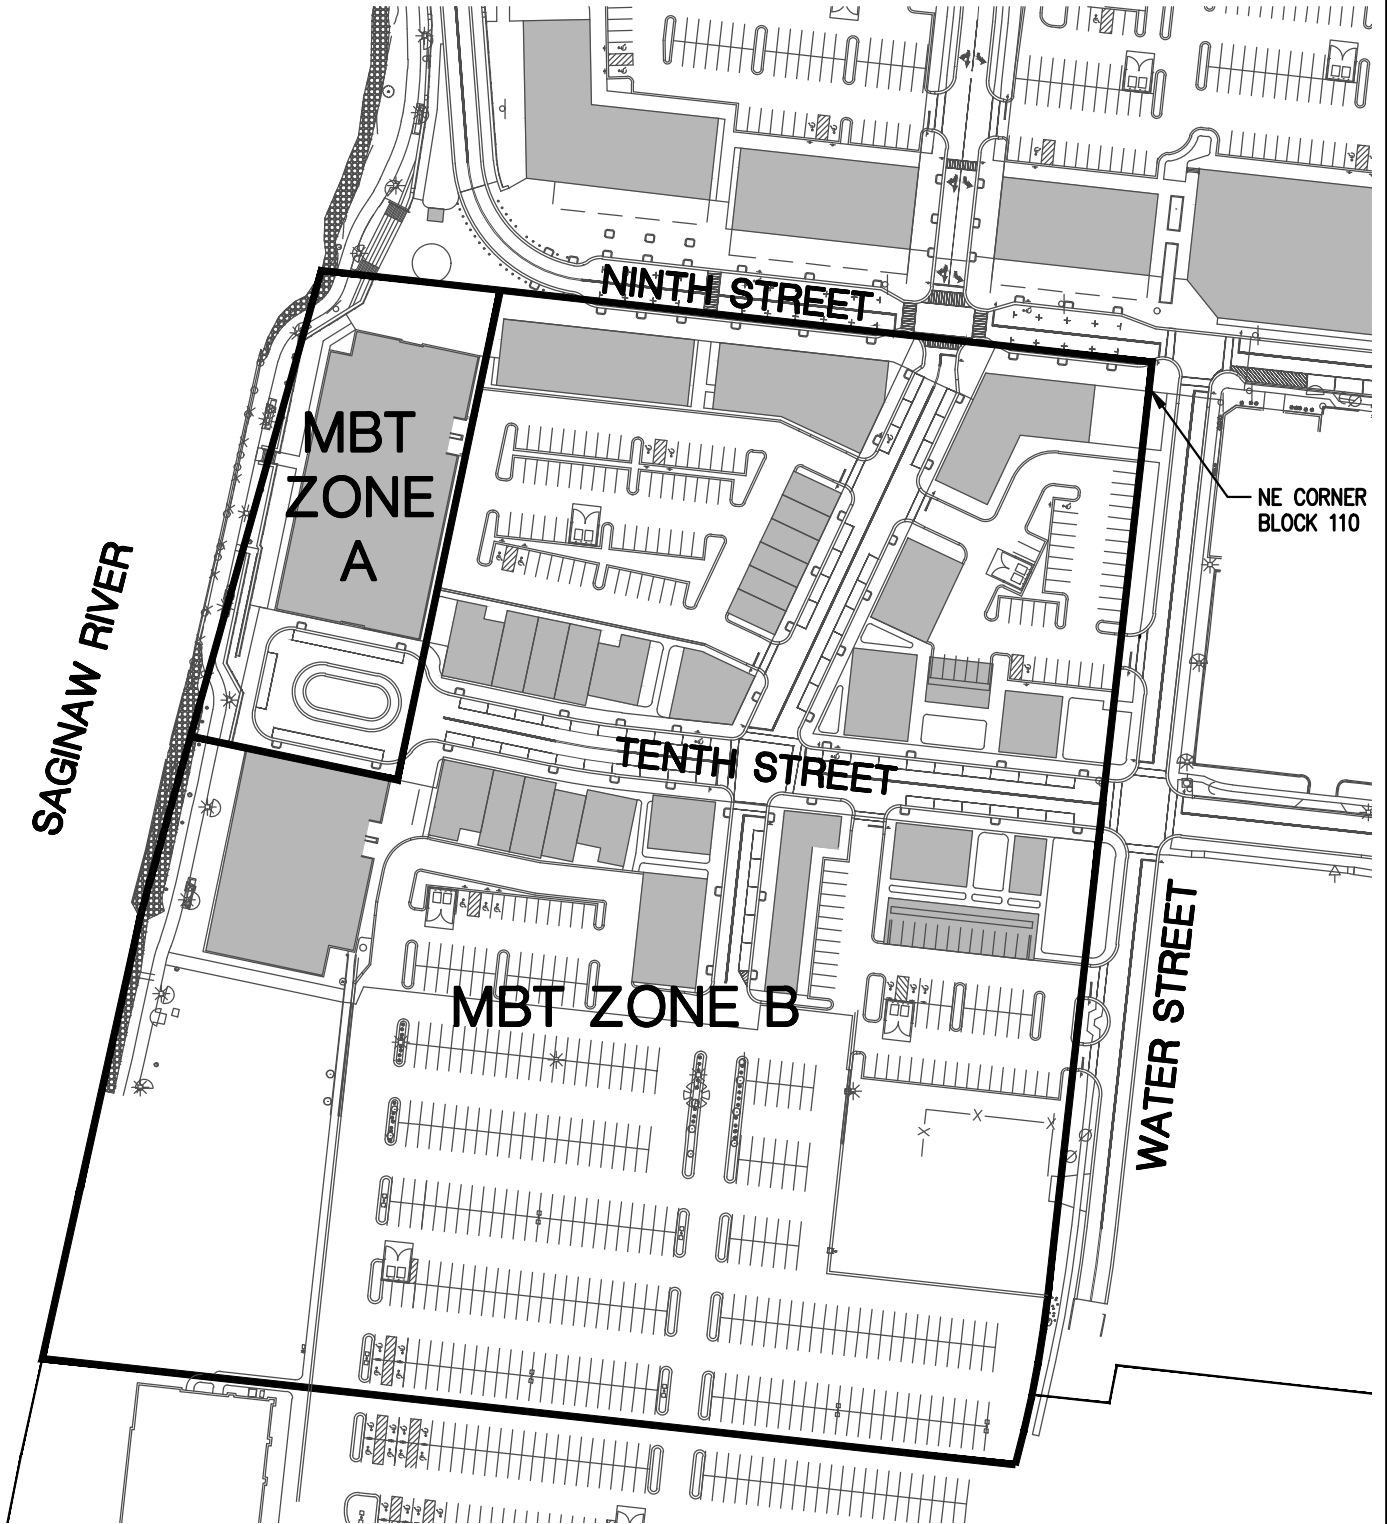 NINTH STREET
MBT
ZONE
A
NE CORNER
BLOCK 110
SAGINAW RIVER
TENTH STREET
WATER STREET
MBT ZONE B
X
X
X